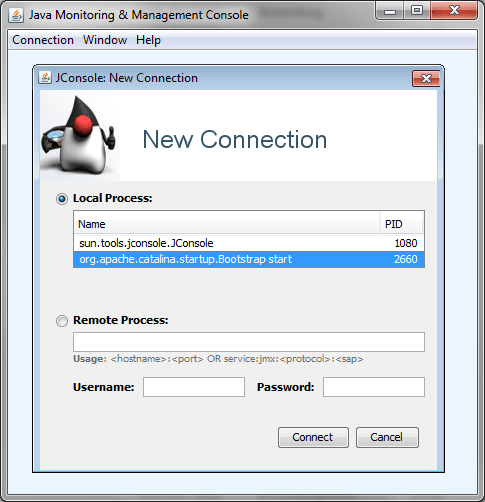 Java Monitoring & Management Console
Connection Window Help
JConsole: New Connection
New Connection
Local Process:
Name PID
sun.tools.jconsole.JConsole 1080
org.apache.catalina.startup.Bootstrap start 2660
Remote Process:
Usage: <hostname>:<port> OR service:jmx:<protocol>:<sap>
Username: Password:
Connect Cancel